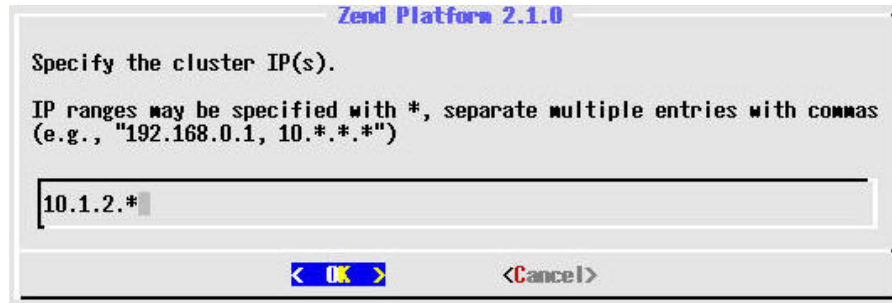 Zend Platform 2.1.0
Specify the cluster IP(s).
IP ranges may be specified with *, separate multiple entries with commas
(e.g., "192.168.0.1, 10.*.*.*")
10.1.2.*
< OK > <Cancel>